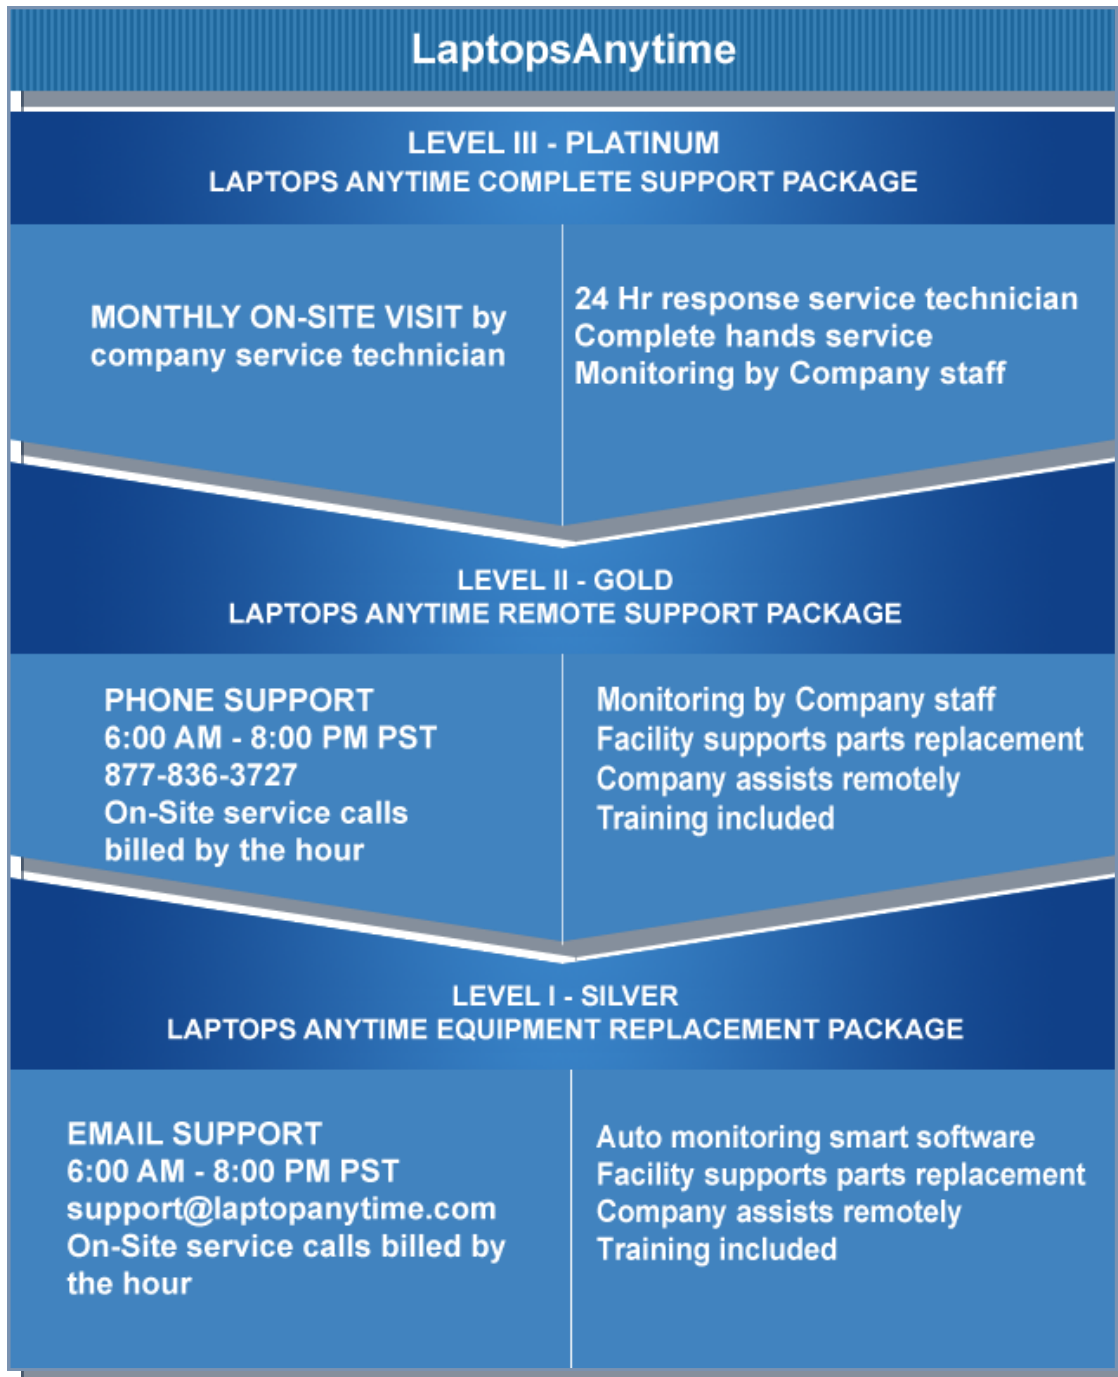 LaptopsAnytime
LEVEL III - PLATINUM
LAPTOPS ANYTIME COMPLETE SUPPORT PACKAGE
MONTHLY ON-SITE VISIT by
company service technician
24 Hr response service technician
Complete hands service
Monitoring by Company staff
LEVEL II - GOLD
LAPTOPS ANYTIME REMOTE SUPPORT PACKAGE
PHONE SUPPORT
6:00 AM - 8:00 PM PST
877-836-3727
On-Site service calls
billed by the hour
Monitoring by Company staff
Facility supports parts replacement
Company assists remotely
Training included
LEVEL I - SILVER
LAPTOPS ANYTIME EQUIPMENT REPLACEMENT PACKAGE
EMAIL SUPPORT
6:00 AM - 8:00 PM PST
support@laptopanytime.com
On-Site service calls billed by
the hour
Auto monitoring smart software
Facility supports parts replacement
Company assists remotely
Training included